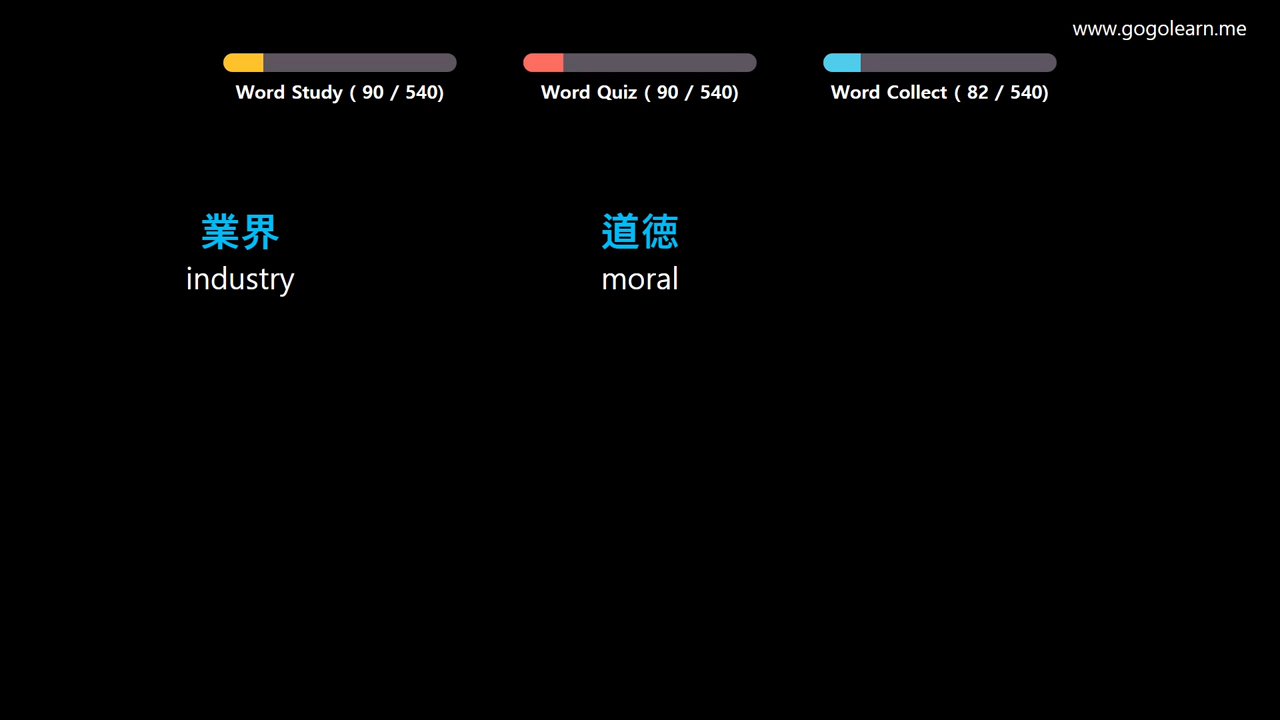 www.gogolearn.me
Word Study ( 90 / 540)
Word Quiz ( 90 / 540)
Word Collect ( 82 / 540)
業界
industry
道徳
moral